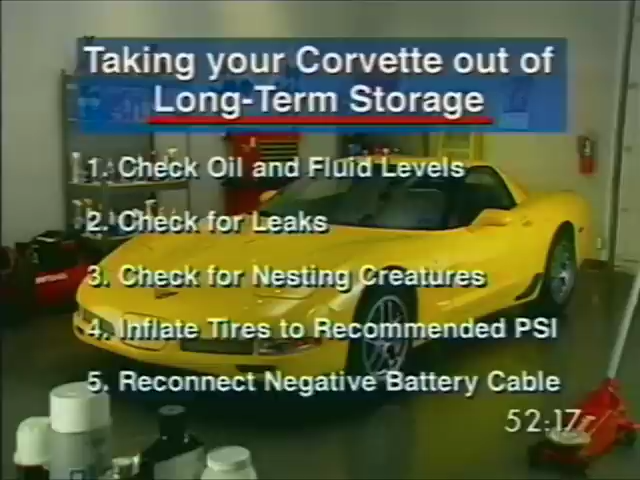 Taking your Corvette out of
Long-Term Storage
1. Check Oil and Fluid Levels
2. Check for Leaks
3. Check for Nesting Creatures
4. Inflate Tires to Recommended PSI
5. Reconnect Negative Battery Cable
52:17